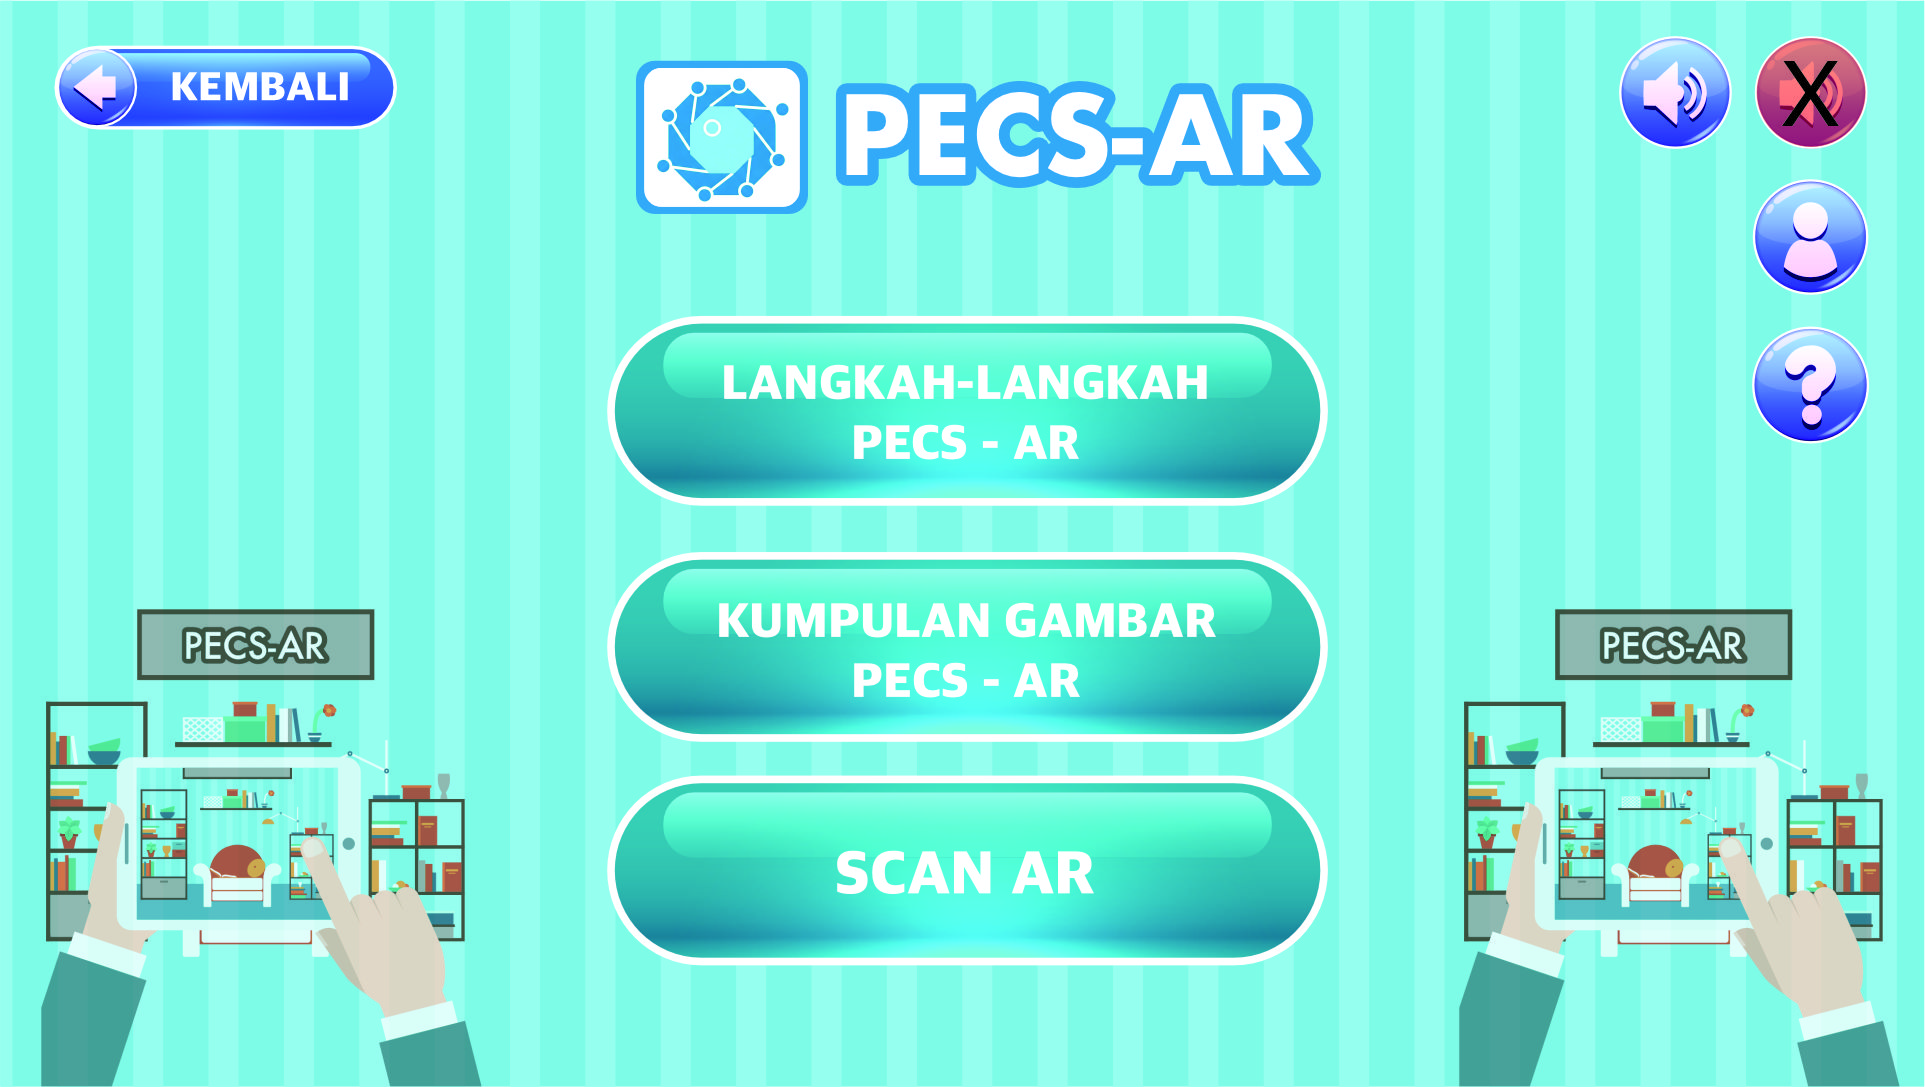 KEMBALI
PECS-AR
X
LANGKAH-LANGKAH
PECS - AR
KUMPULAN GAMBAR
PECS - AR
SCAN AR
PECS-AR
PECS-AR